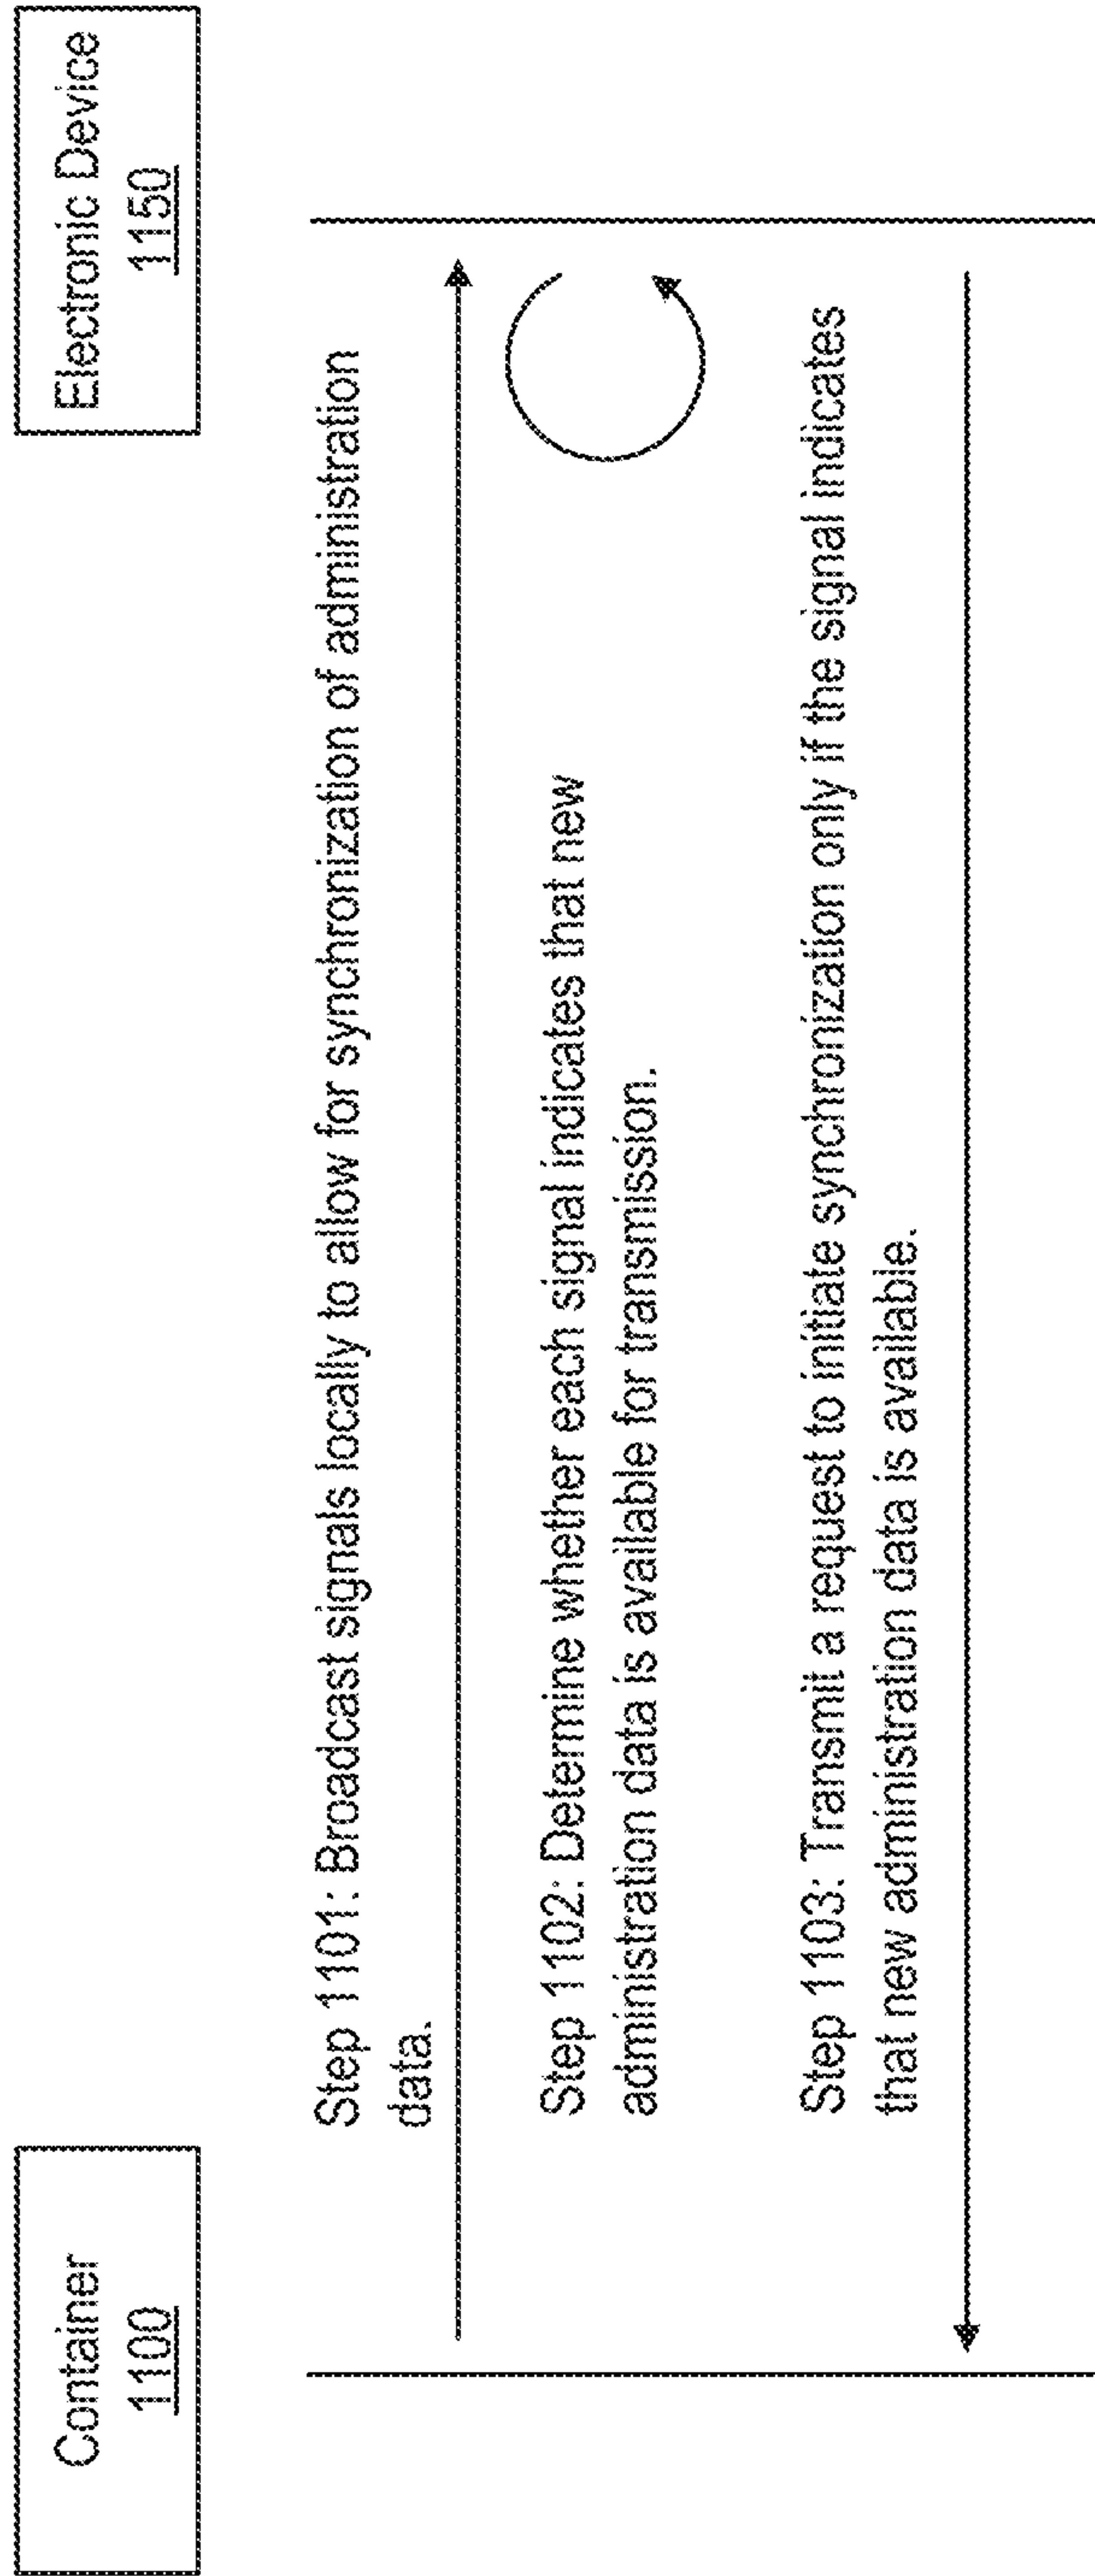 Container
1100
Electronic Device
1150
Step 1101: Broadcast signals locally to allow for synchronization of administration
data.
Step 1102: Determine whether each signal indicates that new
administration data is available for transmission.
Step 1103: Transmit a request to initiate synchronization only if the signal indicates
that new administration data is available.